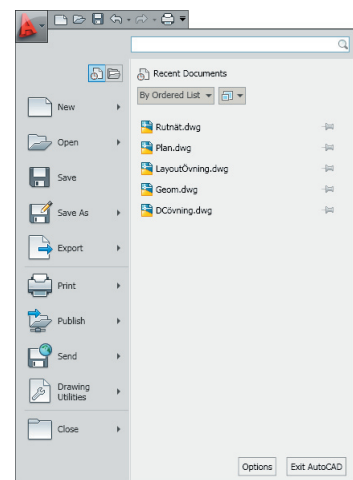 Recent Documents
By Ordered List
New
Open
Save
Save As
Export
Print
Publish
Send
Drawing
Utilities
Close
Rutnät.dwg
Plan.dwg
LayoutÖvning.dwg
Geom.dwg
DCövning.dwg
Options
Exit AutoCAD